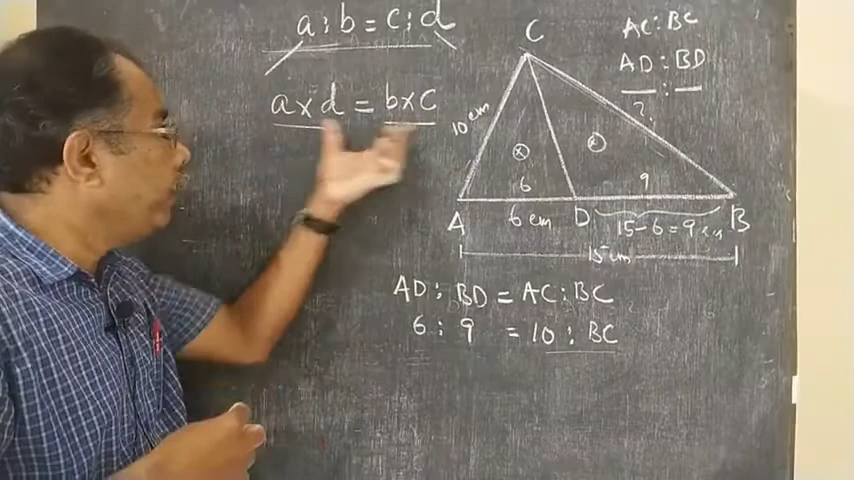 a : b = c : d
a x d = b x c
AC : BC
AD : BD
:
?
C
10 cm
x
6
9
A
6 cm
D
15-6=9 cm
B
15cm
AD : BD = AC : BC
6 : 9 = 10 : BC